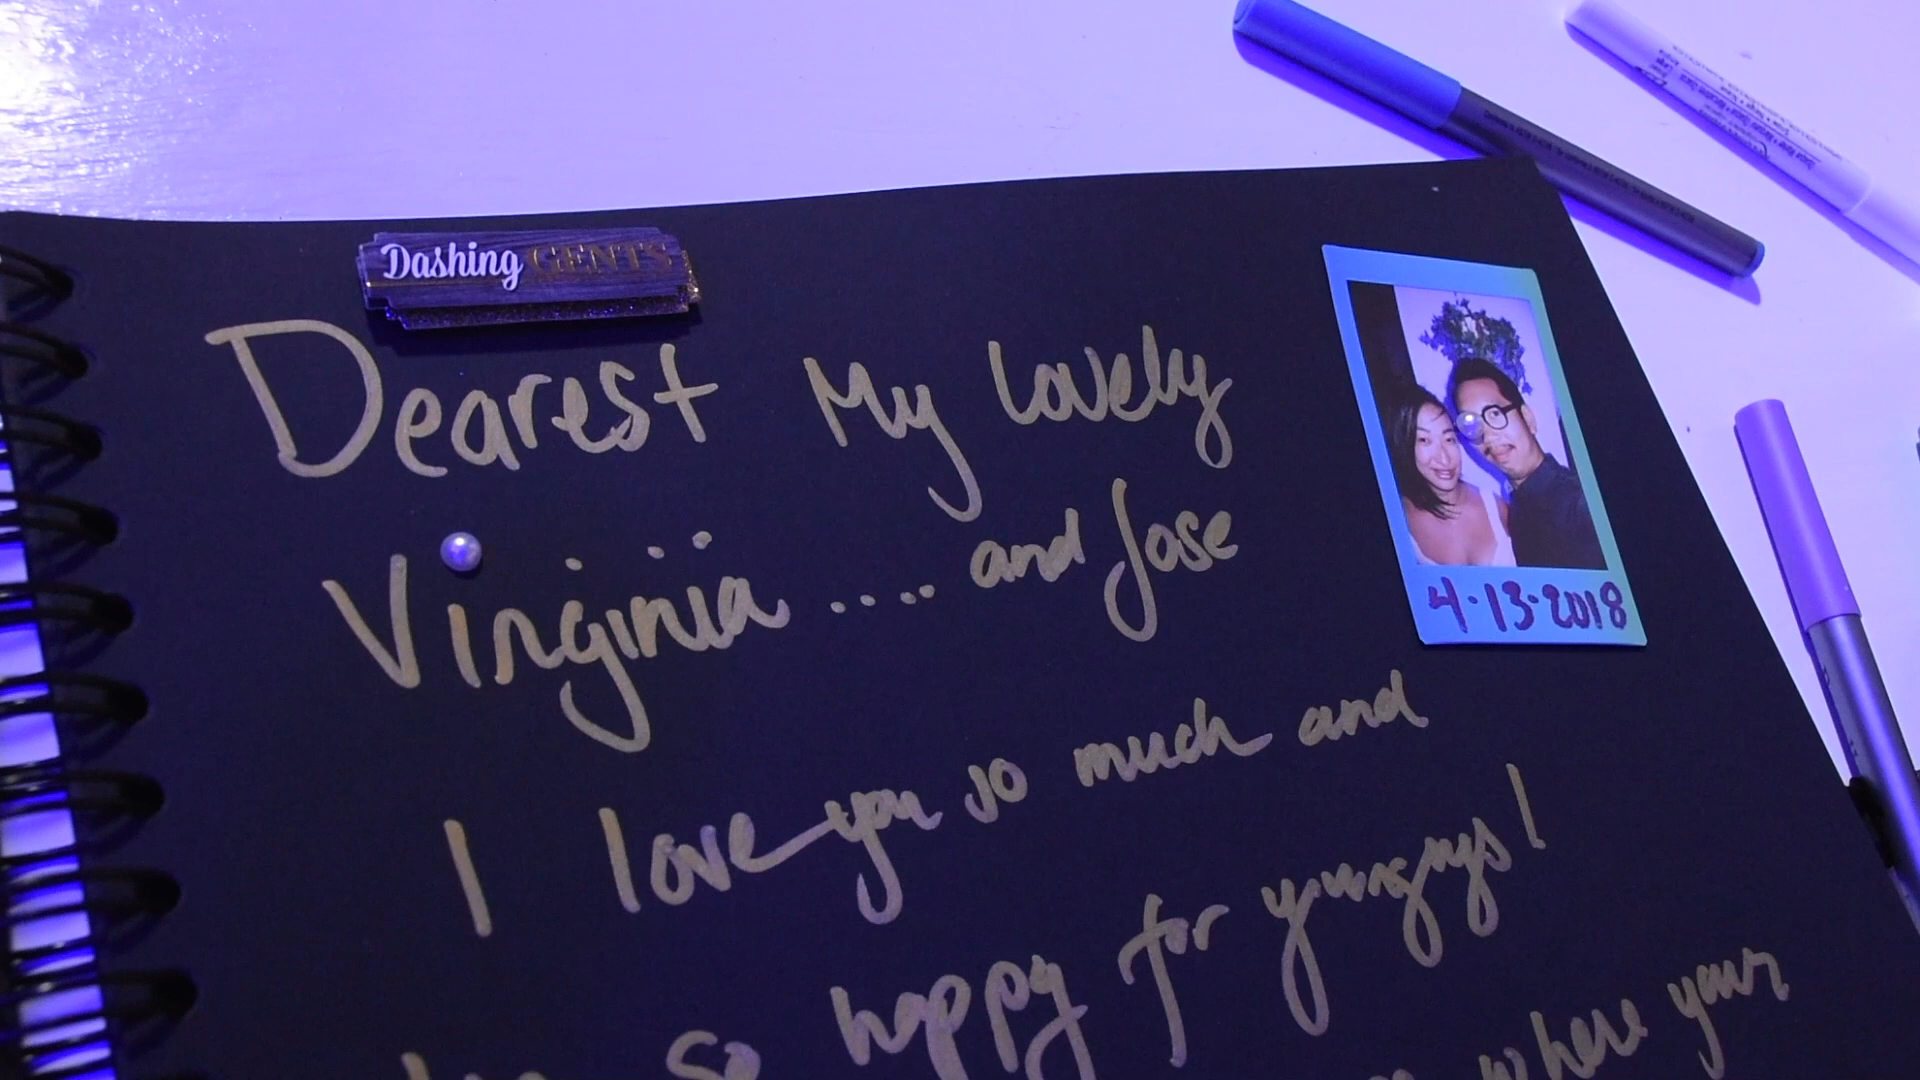 Dashing GENTS
Dearest My lovely
Virginia .... and Jose
4.13.2018
I love you so much and
so happy for you guys!
where your